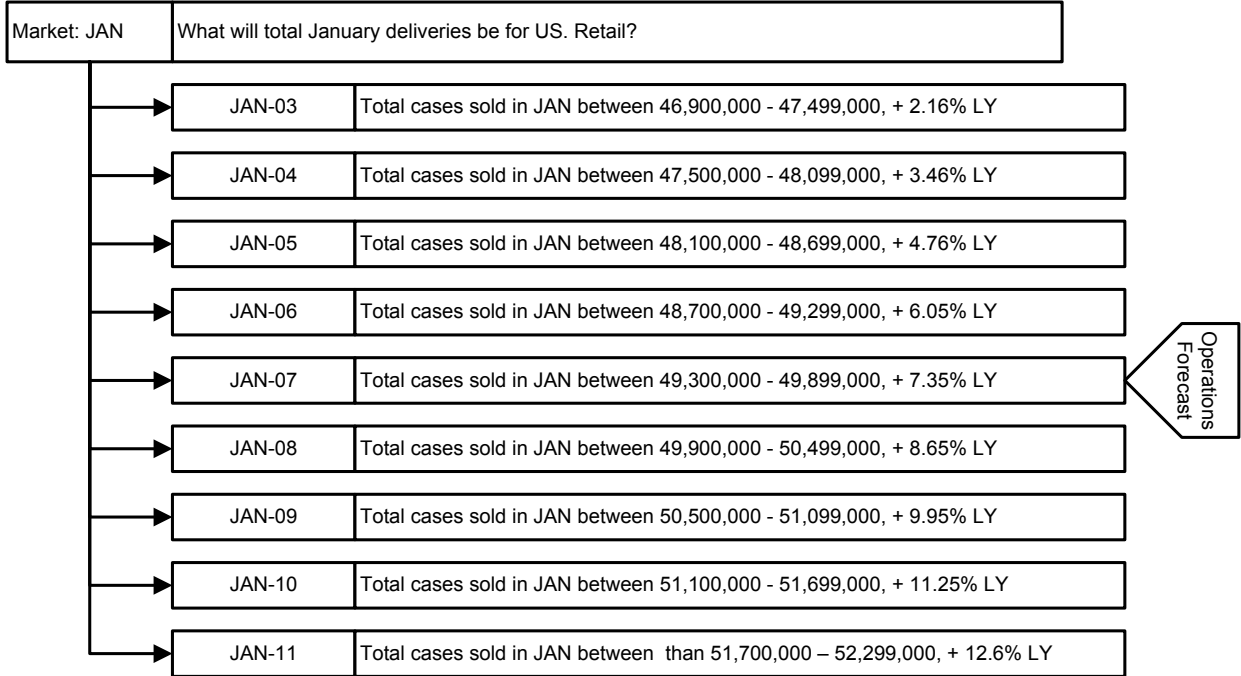 Market: JAN
What will total January deliveries be for US. Retail?
JAN-03
Total cases sold in JAN between 46,900,000 - 47,499,000, + 2.16% LY
JAN-04
Total cases sold in JAN between 47,500,000 - 48,099,000, + 3.46% LY
JAN-05
Total cases sold in JAN between 48,100,000 - 48,699,000, + 4.76% LY
JAN-06
Total cases sold in JAN between 48,700,000 - 49,299,000, + 6.05% LY
JAN-07
Total cases sold in JAN between 49,300,000 - 49,899,000, + 7.35% LY
Operations
Forecast
JAN-08
Total cases sold in JAN between 49,900,000 - 50,499,000, + 8.65% LY
JAN-09
Total cases sold in JAN between 50,500,000 - 51,099,000, + 9.95% LY
JAN-10
Total cases sold in JAN between 51,100,000 - 51,699,000, + 11.25% LY
JAN-11
Total cases sold in JAN between  than 51,700,000 – 52,299,000, + 12.6% LY